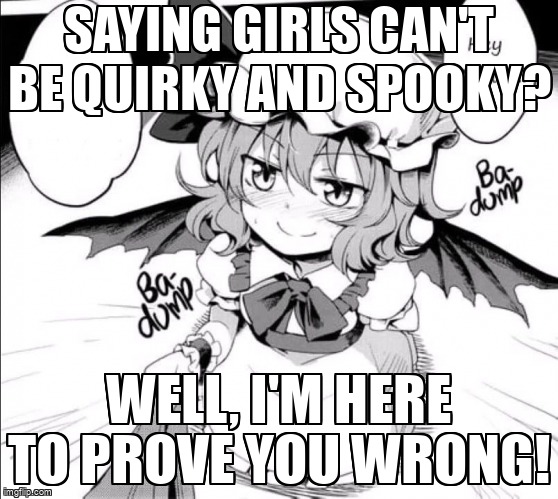 SAYING GIRLS CAN'T
BE QUIRKY AND SPOOKY?
Ba-
dump
Ba-
dump
WELL, I'M HERE
TO PROVE YOU WRONG!
imgflip.com